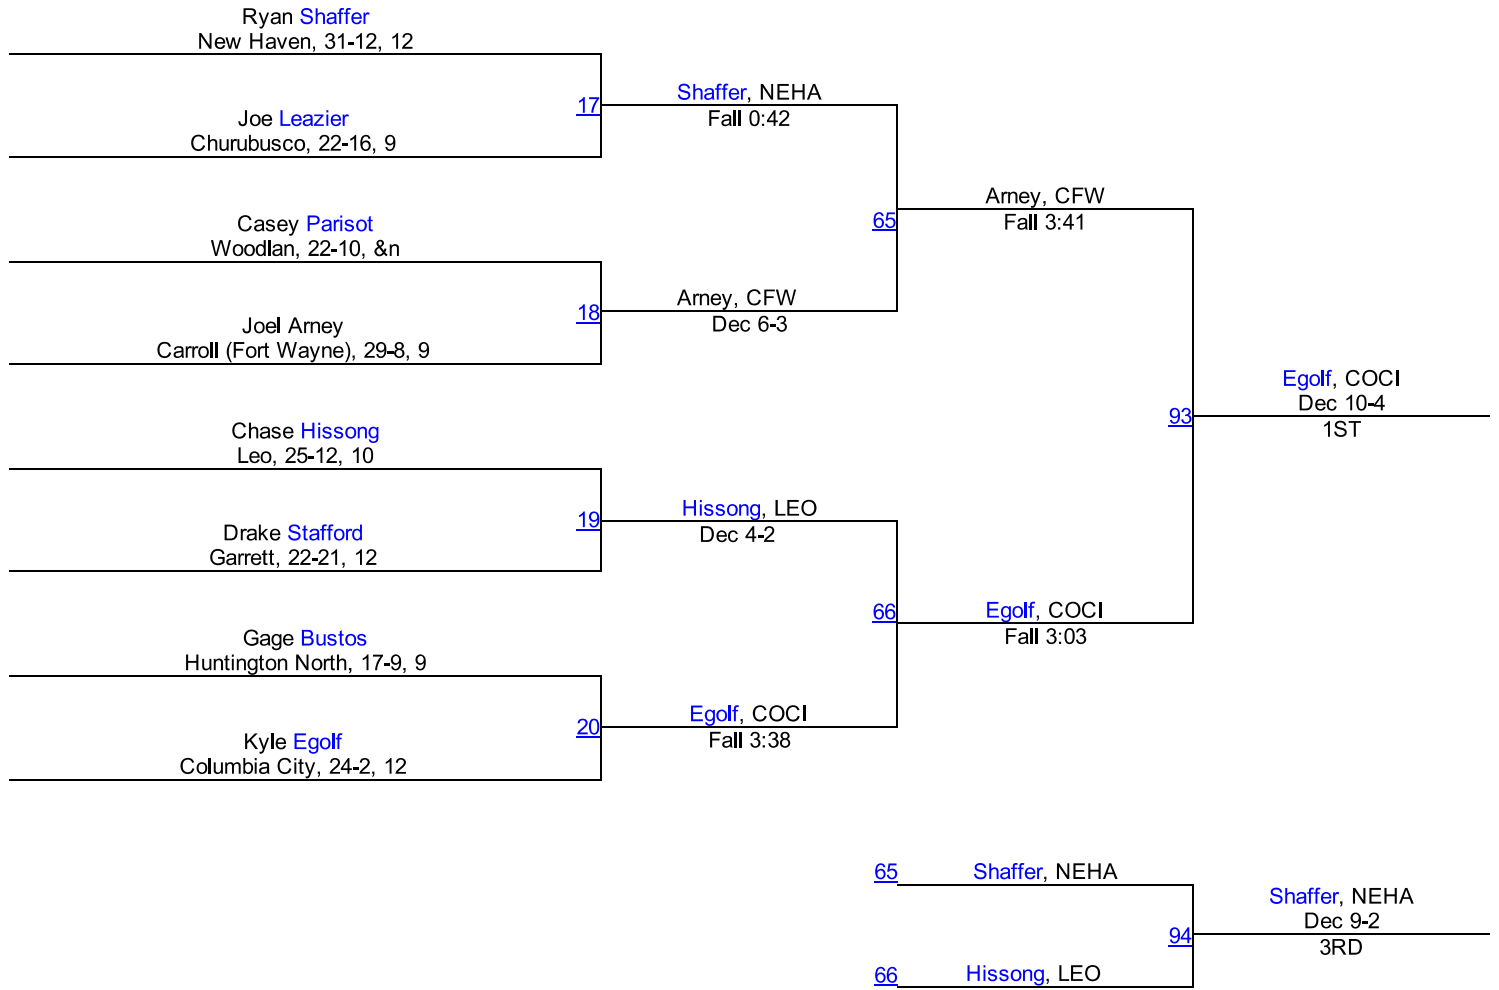 Ryan Shaffer
New Haven, 31-12, 12
Joe Leazier
Churubusco, 22-16, 9
17
Shaffer, NEHA
Fall 0:42
Casey Parisot
Woodlan, 22-10, &n
Joel Arney
Carroll (Fort Wayne), 29-8, 9
18
Arney, CFW
Dec 6-3
65
Arney, CFW
Fall 3:41
Chase Hissong
Leo, 25-12, 10
Drake Stafford
Garrett, 22-21, 12
19
Hissong, LEO
Dec 4-2
Gage Bustos
Huntington North, 17-9, 9
Kyle Egolf
Columbia City, 24-2, 12
20
Egolf, COCI
Fall 3:38
66
Egolf, COCI
Fall 3:03
93
Egolf, COCI
Dec 10-4
1ST
65
Shaffer, NEHA
66
Hissong, LEO
94
Shaffer, NEHA
Dec 9-2
3RD